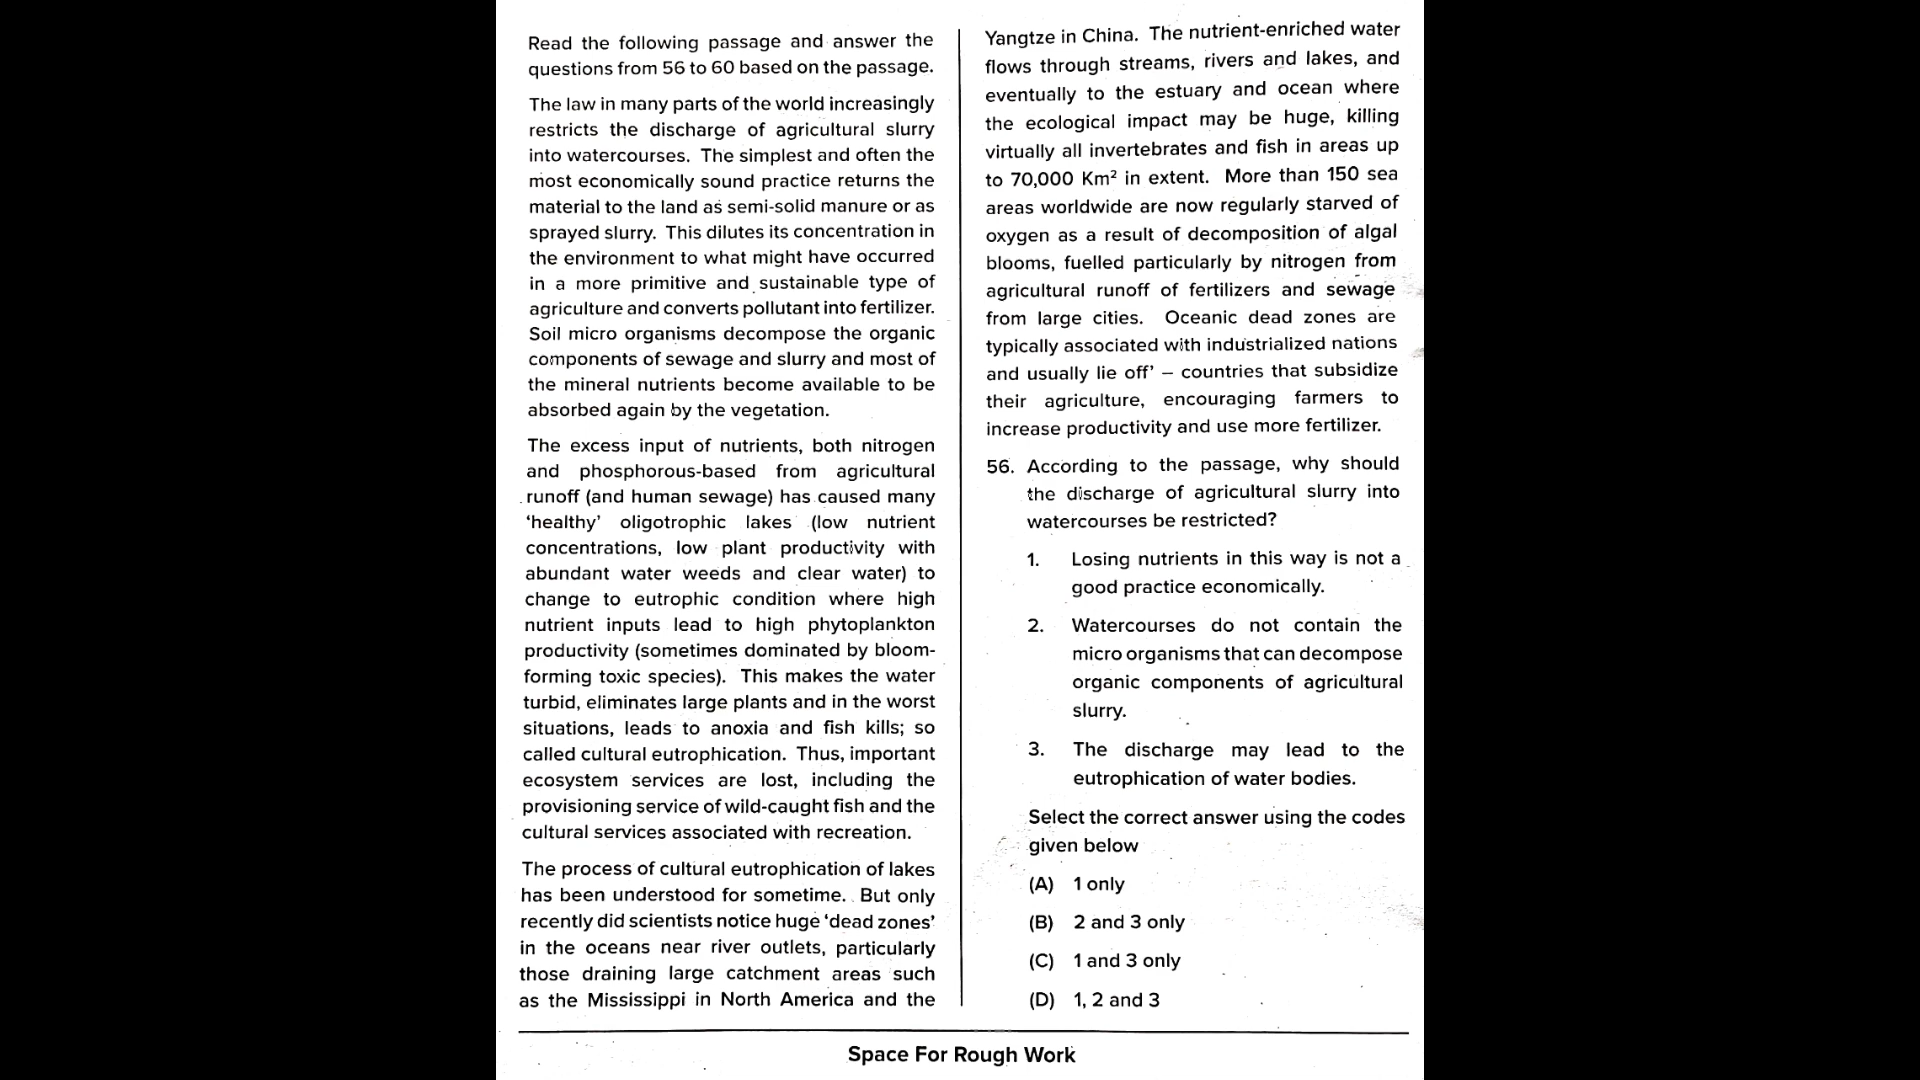 Read the following passage and answer the
questions from 56 to 60 based on the passage.
The law in many parts of the world increasingly
restricts the discharge of agricultural slurry
into watercourses. The simplest and often the
most economically sound practice returns the
material to the land as semi-solid manure or as
sprayed slurry. This dilutes its concentration in
the environment to what might have occurred
in a more primitive and sustainable type of
agriculture and converts pollutant into fertilizer.
Soil micro organisms decompose the organic
components of sewage and slurry and most of
the mineral nutrients become available to be
absorbed again by the vegetation.
The excess input of nutrients, both nitrogen
and phosphorous-based from agricultural
runoff (and human sewage) has caused many
‘healthy’ oligotrophic lakes (low nutrient
concentrations, low plant productivity with
abundant water weeds and clear water) to
change to eutrophic condition where high
nutrient inputs lead to high phytoplankton
productivity (sometimes dominated by bloom-
forming toxic species). This makes the water
turbid, eliminates large plants and in the worst
situations, leads to anoxia and fish kills; so
called cultural eutrophication. Thus, important
ecosystem services are lost, including the
provisioning service of wild-caught fish and the
cultural services associated with recreation.
The process of cultural eutrophication of lakes
has been understood for sometime. But only
recently did scientists notice huge ‘dead zones’
in the oceans near river outlets, particularly
those draining large catchment areas such
as the Mississippi in North America and the
Yangtze in China. The nutrient-enriched water
flows through streams, rivers and lakes, and
eventually to the estuary and ocean where
the ecological impact may be huge, killing
virtually all invertebrates and fish in areas up
to 70,000 Km² in extent. More than 150 sea
areas worldwide are now regularly starved of
oxygen as a result of decomposition of algal
blooms, fuelled particularly by nitrogen from
agricultural runoff of fertilizers and sewage
from large cities. Oceanic dead zones are
typically associated with industrialized nations
and usually lie off’ – countries that subsidize
their agriculture, encouraging farmers to
increase productivity and use more fertilizer.
56. According to the passage, why should
the discharge of agricultural slurry into
watercourses be restricted?
1. Losing nutrients in this way is not a
good practice economically.
2. Watercourses do not contain the
micro organisms that can decompose
organic components of agricultural
slurry.
3. The discharge may lead to the
eutrophication of water bodies.
Select the correct answer using the codes
given below
(A) 1 only
(B) 2 and 3 only
(C) 1 and 3 only
(D) 1, 2 and 3
Space For Rough Work